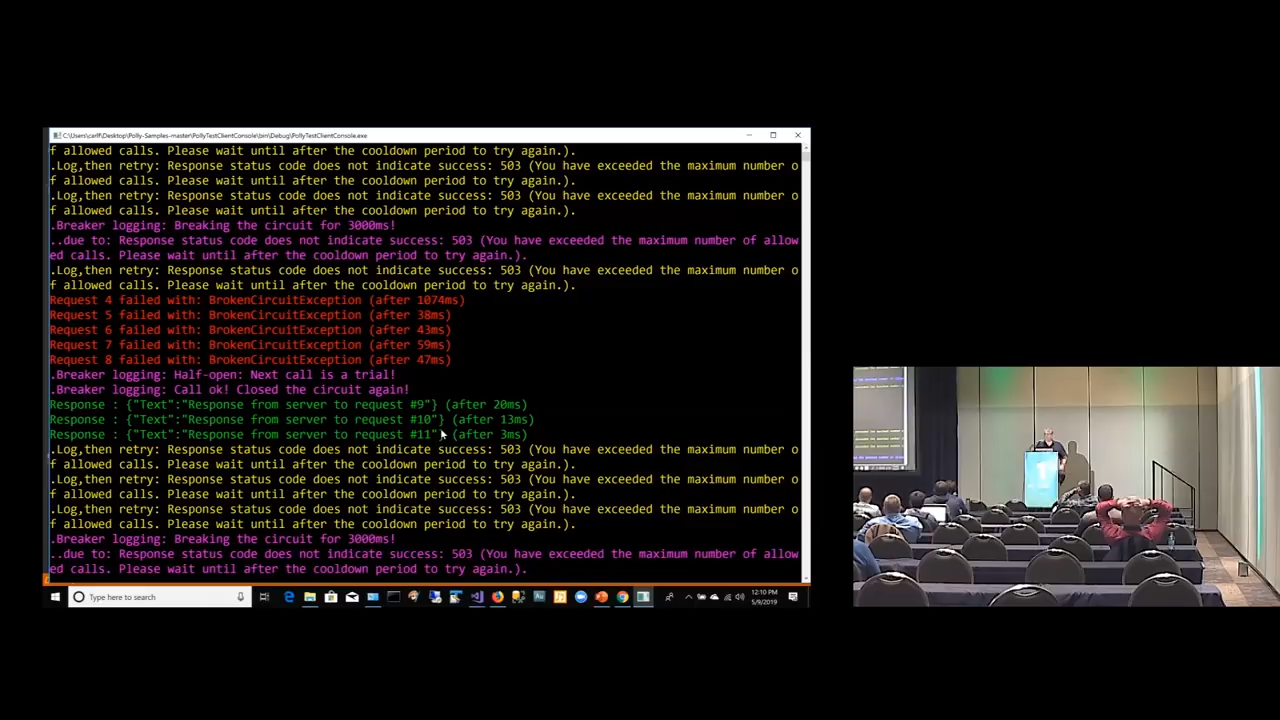 C:\Users\carlf\Desktop\Polly-Samples-master\PollyTestClientConsole\bin\Debug\PollyTestClientConsole.exe
f allowed calls. Please wait until after the cooldown period to try again.).
.Log,then retry: Response status code does not indicate success: 503 (You have exceeded the maximum number o
f allowed calls. Please wait until after the cooldown period to try again.).
.Log,then retry: Response status code does not indicate success: 503 (You have exceeded the maximum number o
f allowed calls. Please wait until after the cooldown period to try again.).
.Breaker logging: Breaking the circuit for 3000ms!
..due to: Response status code does not indicate success: 503 (You have exceeded the maximum number of allow
ed calls. Please wait until after the cooldown period to try again.).
.Log,then retry: Response status code does not indicate success: 503 (You have exceeded the maximum number o
f allowed calls. Please wait until after the cooldown period to try again.).
Request 4 failed with: BrokenCircuitException (after 1074ms)
Request 5 failed with: BrokenCircuitException (after 38ms)
Request 6 failed with: BrokenCircuitException (after 43ms)
Request 7 failed with: BrokenCircuitException (after 59ms)
Request 8 failed with: BrokenCircuitException (after 47ms)
.Breaker logging: Half-open: Next call is a trial!
.Breaker logging: Call ok! Closed the circuit again!
Response : {"Text":"Response from server to request #9"} (after 20ms)
Response : {"Text":"Response from server to request #10"} (after 13ms)
Response : {"Text":"Response from server to request #11"} (after 3ms)
.Log,then retry: Response status code does not indicate success: 503 (You have exceeded the maximum number o
f allowed calls. Please wait until after the cooldown period to try again.).
.Log,then retry: Response status code does not indicate success: 503 (You have exceeded the maximum number o
f allowed calls. Please wait until after the cooldown period to try again.).
.Log,then retry: Response status code does not indicate success: 503 (You have exceeded the maximum number o
f allowed calls. Please wait until after the cooldown period to try again.).
.Breaker logging: Breaking the circuit for 3000ms!
..due to: Response status code does not indicate success: 503 (You have exceeded the maximum number of allow
ed calls. Please wait until after the cooldown period to try again.).
Type here to search
12:10 PM
5/9/2019